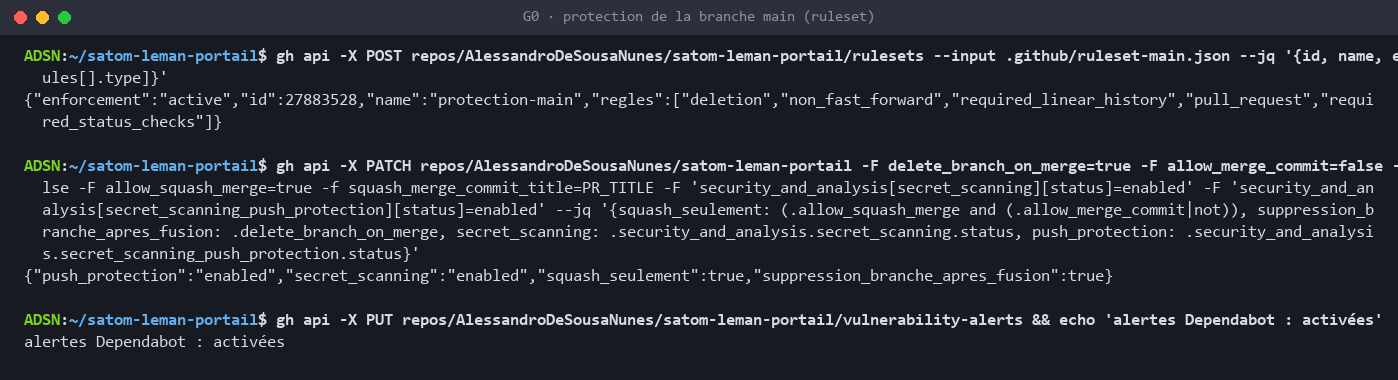 G0 · protection de la branche main (ruleset)
ADSN:~/satom-leman-portail$ gh api -X POST repos/AlessandroDeSousaNunes/satom-leman-portail/rulesets --input .github/ruleset-main.json --jq '{id, name, e
ules[].type]}'
{"enforcement":"active","id":27883528,"name":"protection-main","regles":["deletion","non_fast_forward","required_linear_history","pull_request","requi
red_status_checks"]}
ADSN:~/satom-leman-portail$ gh api -X PATCH repos/AlessandroDeSousaNunes/satom-leman-portail -F delete_branch_on_merge=true -F allow_merge_commit=false -
lse -F allow_squash_merge=true -f squash_merge_commit_title=PR_TITLE -F 'security_and_analysis[secret_scanning][status]=enabled' -F 'security_and_an
alysis[secret_scanning_push_protection][status]=enabled' --jq '{squash_seulement: (.allow_squash_merge and (.allow_merge_commit|not)), suppression_b
ranche_apres_fusion: .delete_branch_on_merge, secret_scanning: .security_and_analysis.secret_scanning.status, push_protection: .security_and_analysi
s.secret_scanning_push_protection.status}'
{"push_protection":"enabled","secret_scanning":"enabled","squash_seulement":true,"suppression_branche_apres_fusion":true}
ADSN:~/satom-leman-portail$ gh api -X PUT repos/AlessandroDeSousaNunes/satom-leman-portail/vulnerability-alerts && echo 'alertes Dependabot : activées'
alertes Dependabot : activées